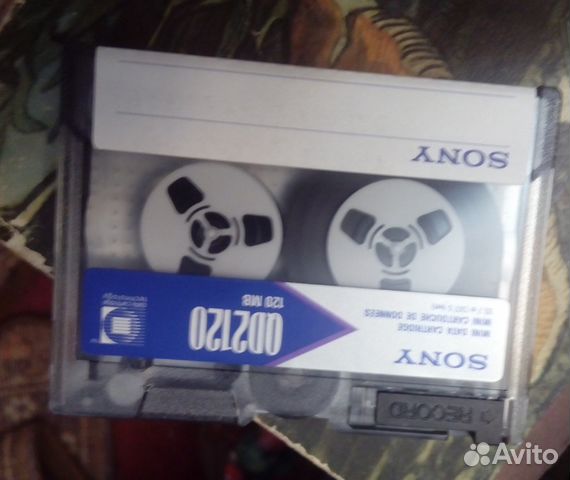 SONY
SONY
MINI DATA CARTRIDGE
MINI CARTOUCHE DE DONNEES
QD2120
120 MB
RECORD
Avito